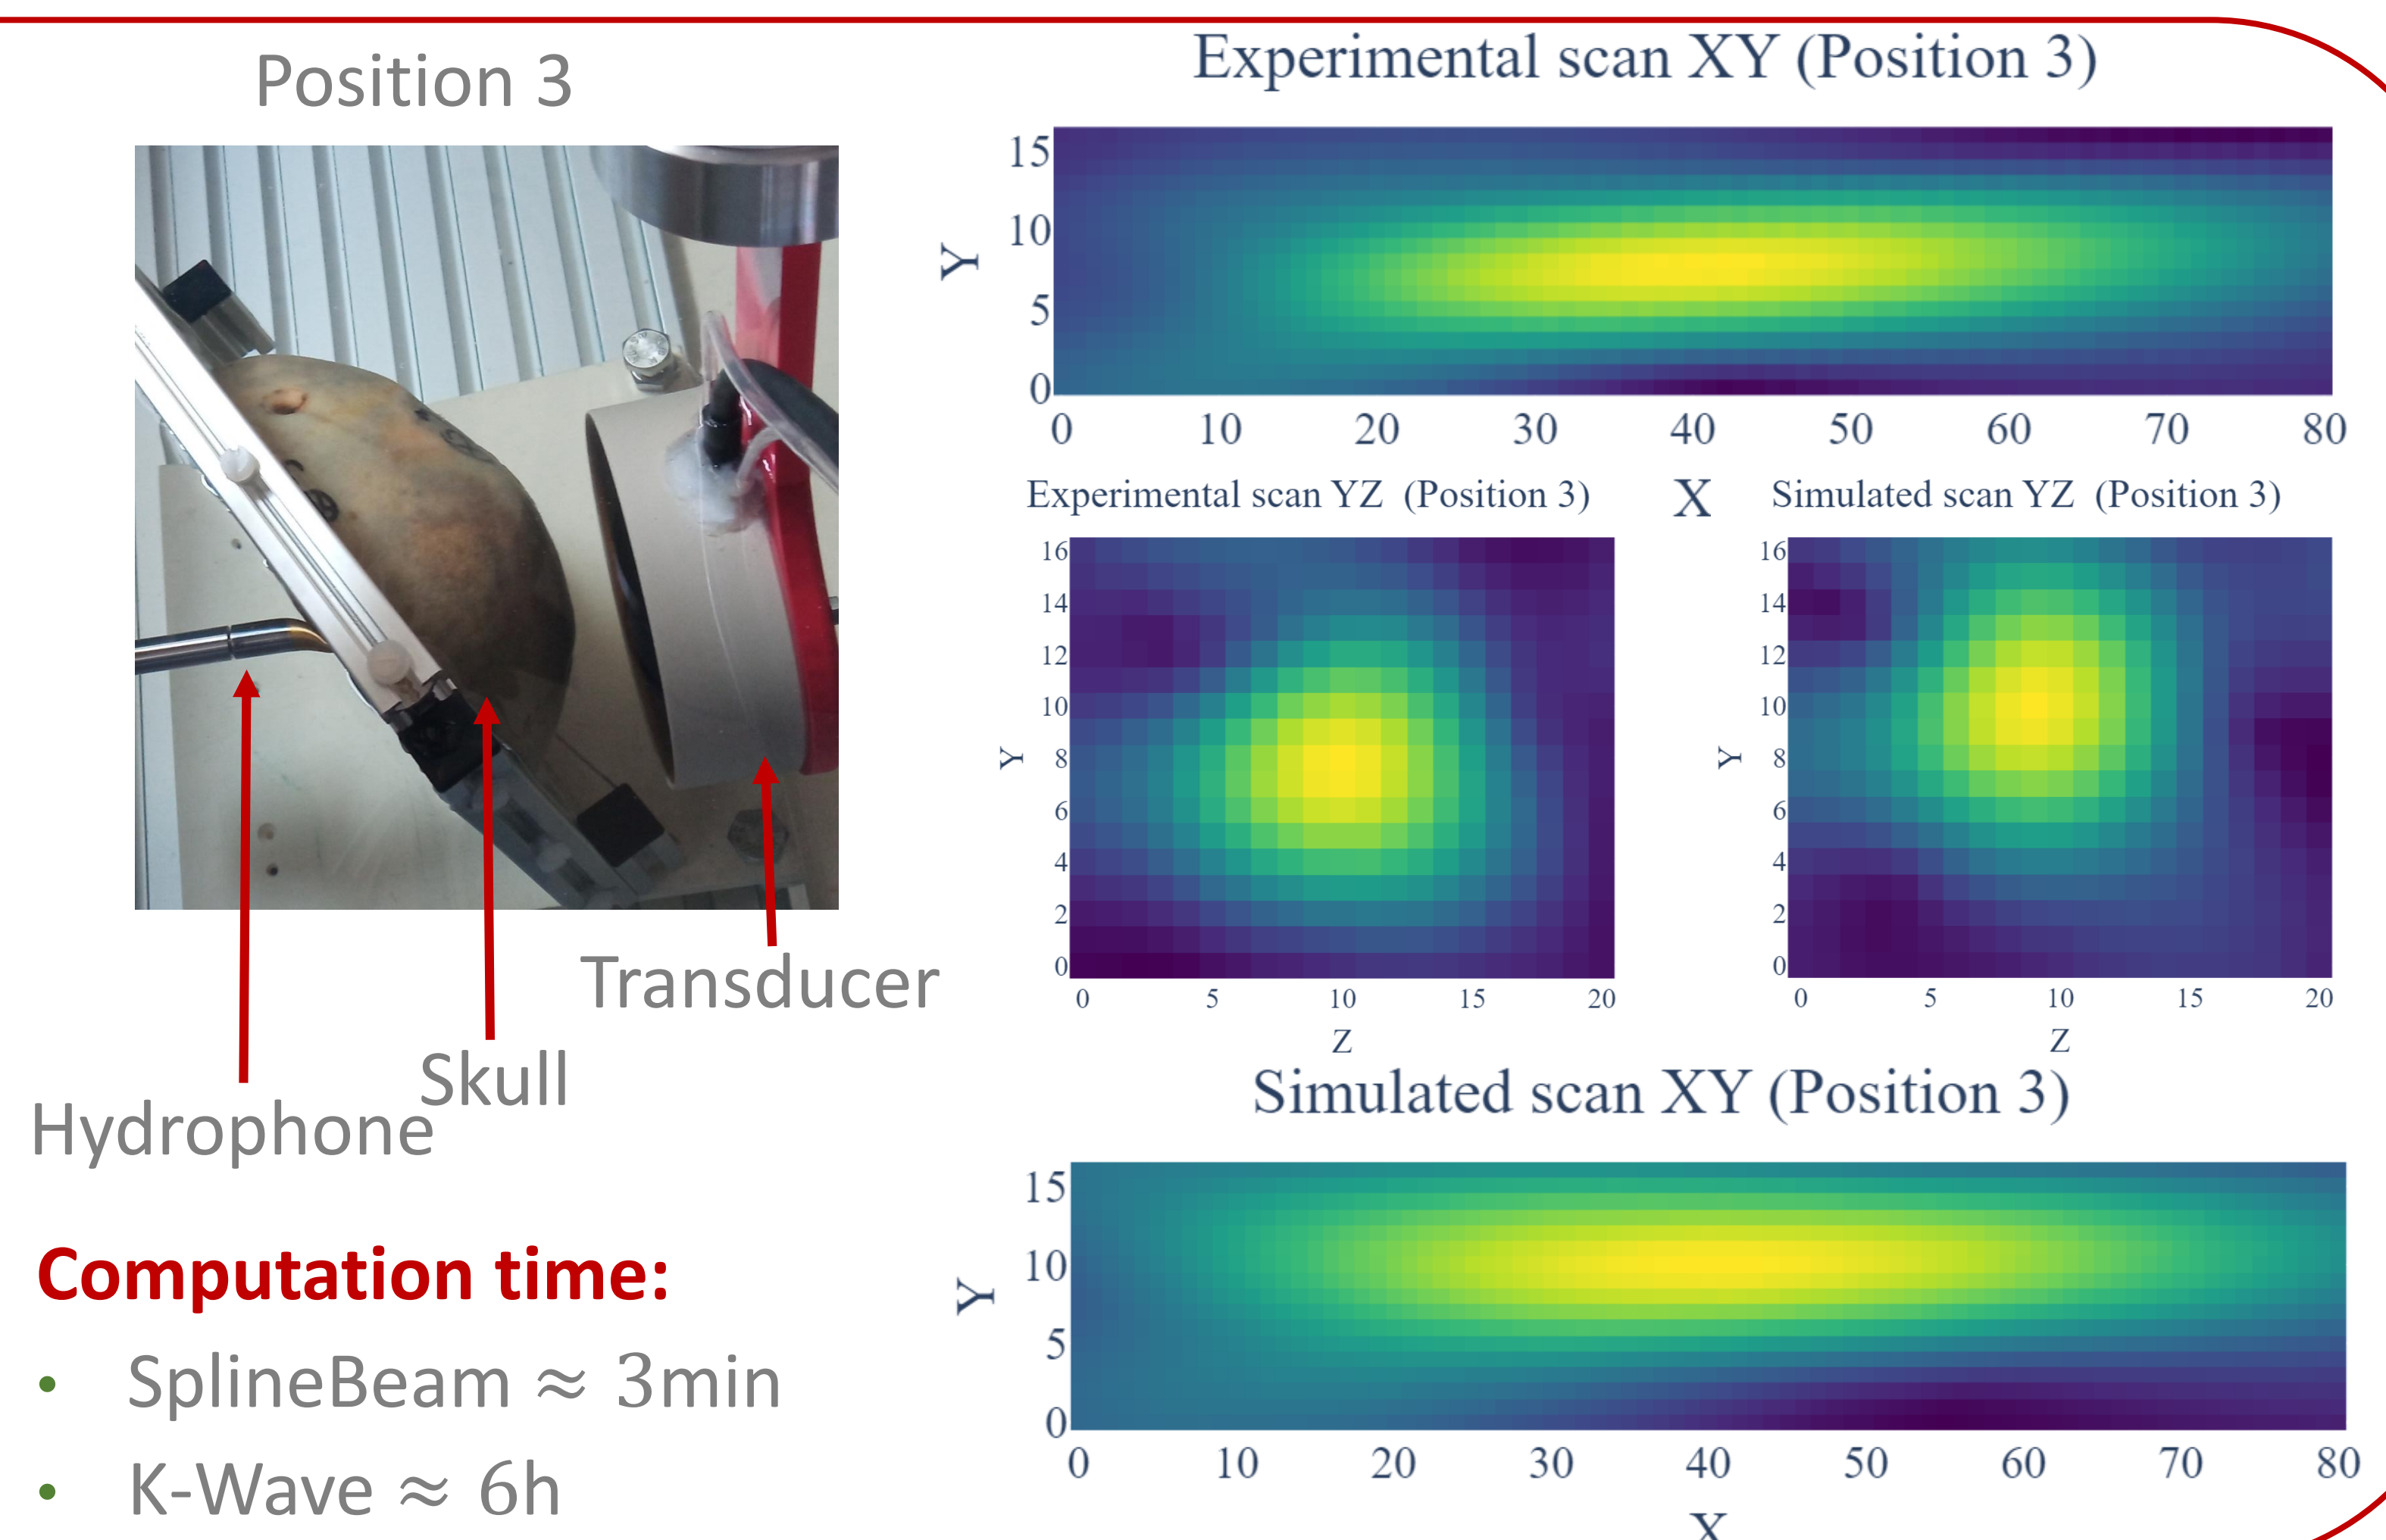 Position 3
Hydrophone
Skull
Transducer
Computation time:
• SplineBeam ≈ 3min
• K-Wave ≈ 6h
Experimental scan XY (Position 3)
15
10
5
0
Y
0 10 20 30 40 50 60 70 80
X
Experimental scan YZ (Position 3)
16
14
12
10
8
6
4
2
0
Y
0 5 10 15 20
Z
Simulated scan YZ (Position 3)
16
14
12
10
8
6
4
2
0
Y
0 5 10 15 20
Z
Simulated scan XY (Position 3)
15
10
5
0
Y
0 10 20 30 40 50 60 70 80
X